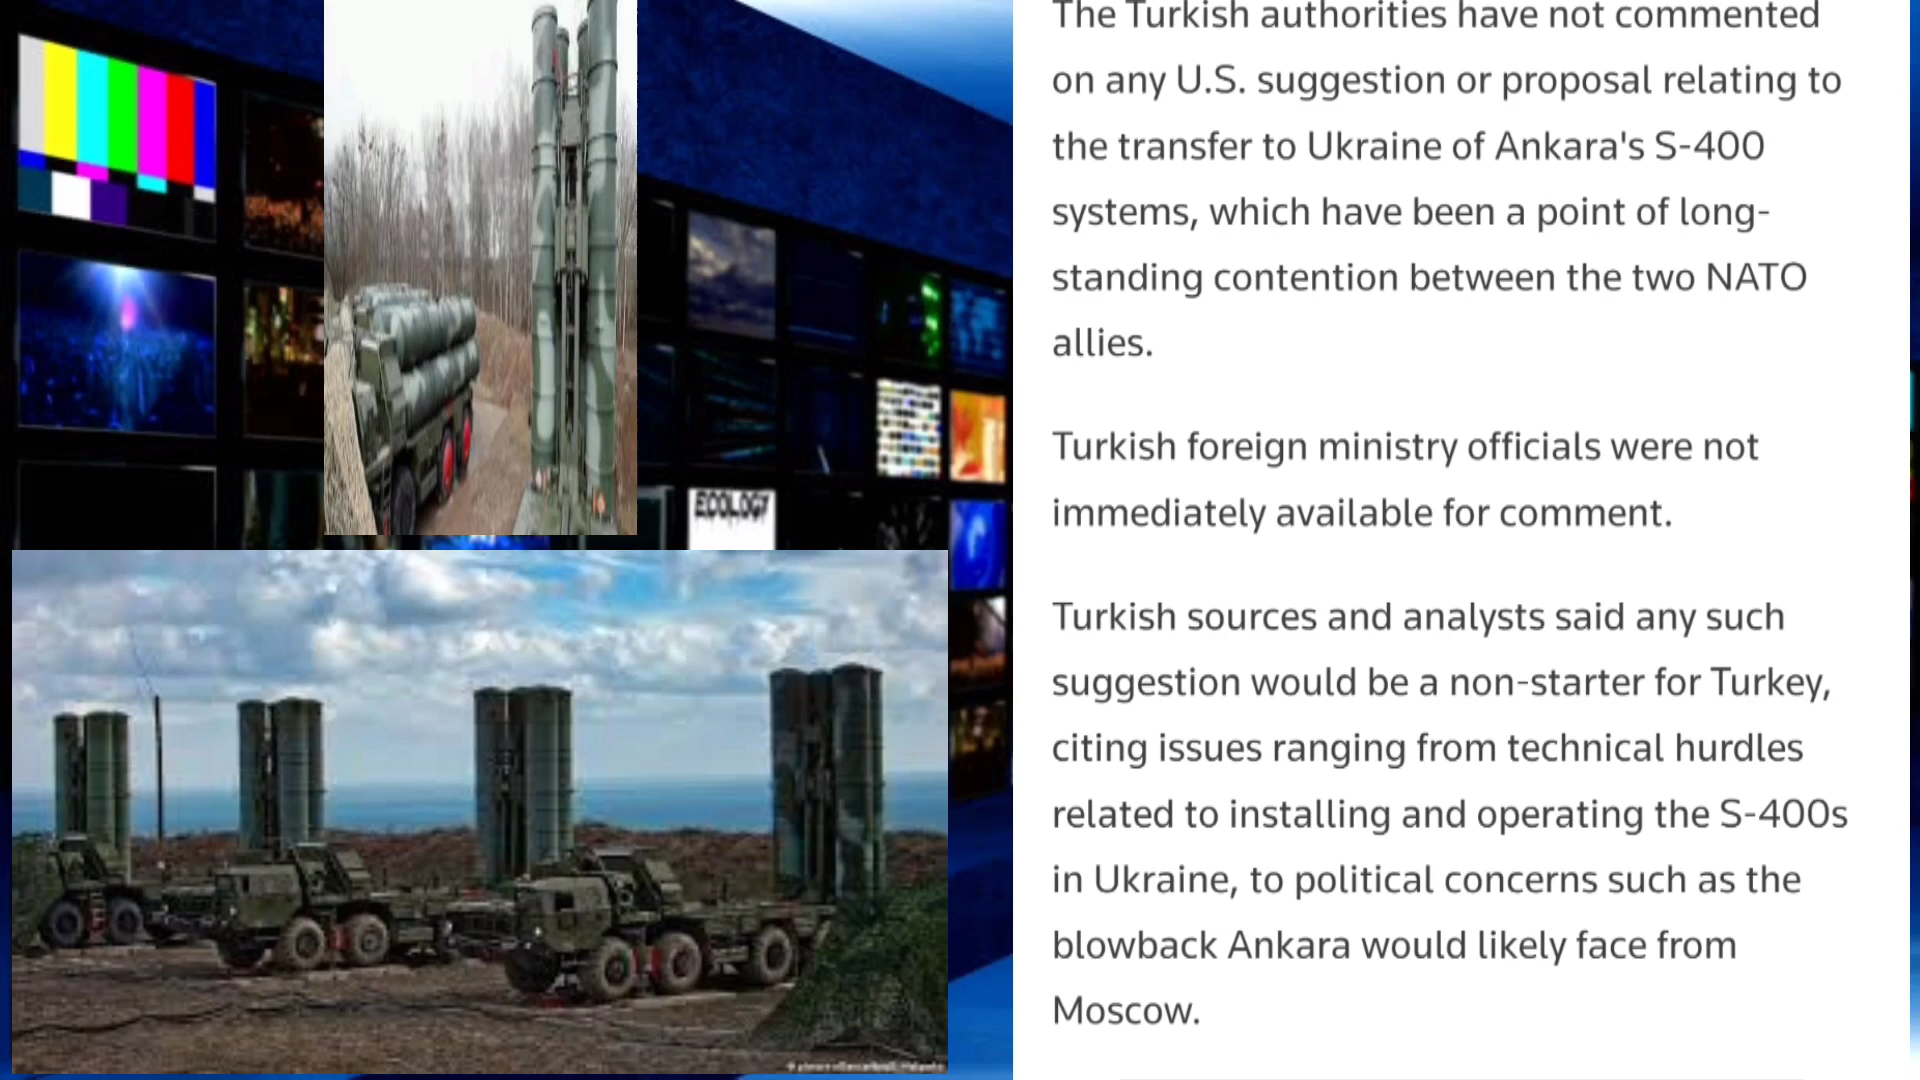 The Turkish authorities have not commented
on any U.S. suggestion or proposal relating to
the transfer to Ukraine of Ankara's S-400
systems, which have been a point of long-
standing contention between the two NATO
allies.
Turkish foreign ministry officials were not
immediately available for comment.
Turkish sources and analysts said any such
suggestion would be a non-starter for Turkey,
citing issues ranging from technical hurdles
related to installing and operating the S-400s
in Ukraine, to political concerns such as the
blowback Ankara would likely face from
Moscow.
ECOLOGY